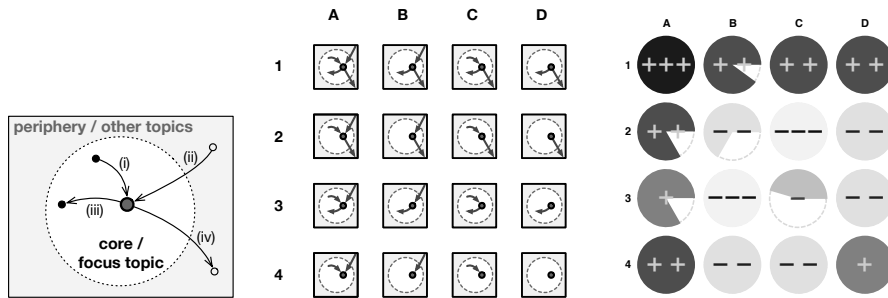 periphery / other topics
(i)
(ii)
(iii)
(iv)
core /
focus topic
A B C D
1
2
3
4
A B C D
1 +++ ++ ++ ++
2 ++ -- --- --
3 + --- - --
4 ++ -- -- +